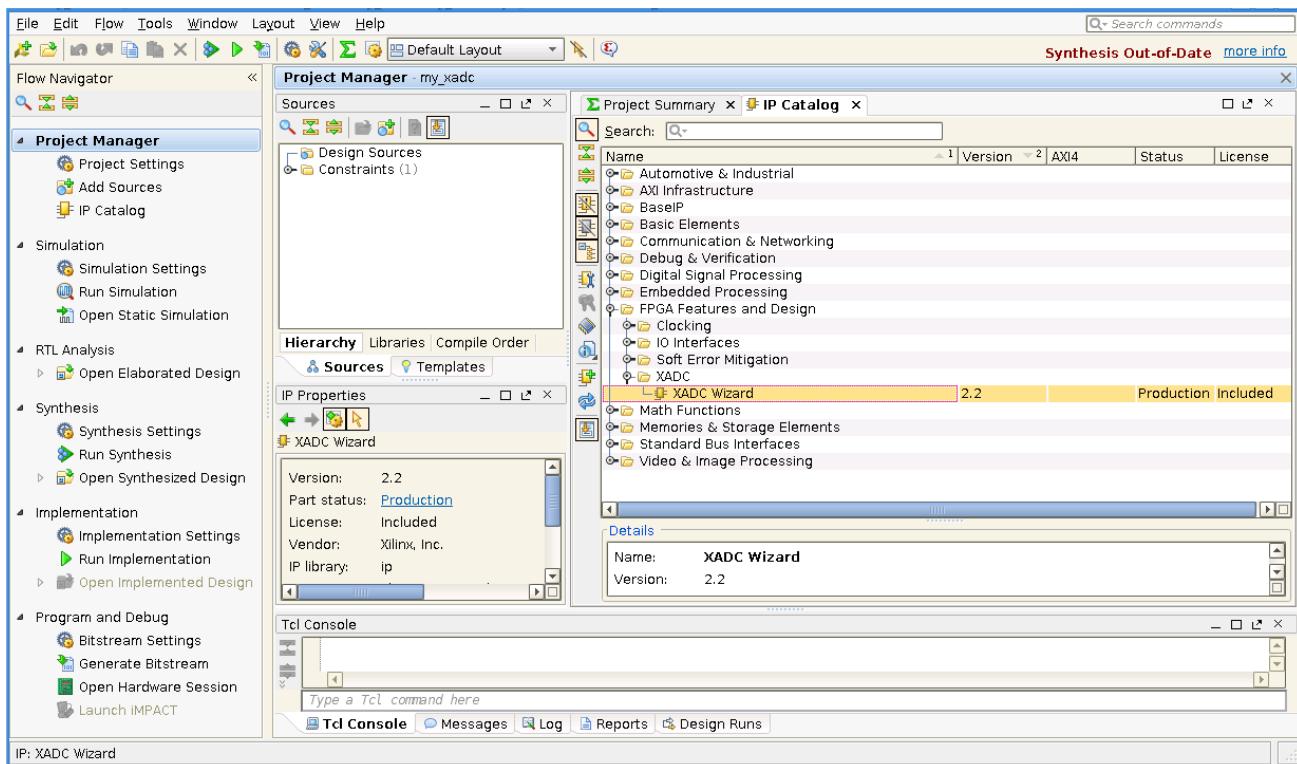 File Edit Flow Tools Window Layout View Help
Search commands
Default Layout
Synthesis Out-of-Date more info
Flow Navigator
Project Manager
Project Settings
Add Sources
IP Catalog
Simulation
Simulation Settings
Run Simulation
Open Static Simulation
RTL Analysis
Open Elaborated Design
Synthesis
Synthesis Settings
Run Synthesis
Open Synthesized Design
Implementation
Implementation Settings
Run Implementation
Open Implemented Design
Program and Debug
Bitstream Settings
Generate Bitstream
Open Hardware Session
Launch iMPACT
Project Manager - my_xadc
Sources
Design Sources
Constraints (1)
Hierarchy Libraries Compile Order
Sources Templates
IP Properties
XADC Wizard
Version: 2.2
Part status: Production
License: Included
Vendor: Xilinx, Inc.
IP library: ip
Project Summary IP Catalog
Search:
Name 1 Version 2 AXI4 Status License
Automotive & Industrial
AXI Infrastructure
BaseIP
Basic Elements
Communication & Networking
Debug & Verification
Digital Signal Processing
Embedded Processing
FPGA Features and Design
Clocking
IO Interfaces
Soft Error Mitigation
XADC
XADC Wizard 2.2 Production Included
Math Functions
Memories & Storage Elements
Standard Bus Interfaces
Video & Image Processing
Details
Name: XADC Wizard
Version: 2.2
Tcl Console
Type a Tcl command here
Tcl Console Messages Log Reports Design Runs
IP: XADC Wizard